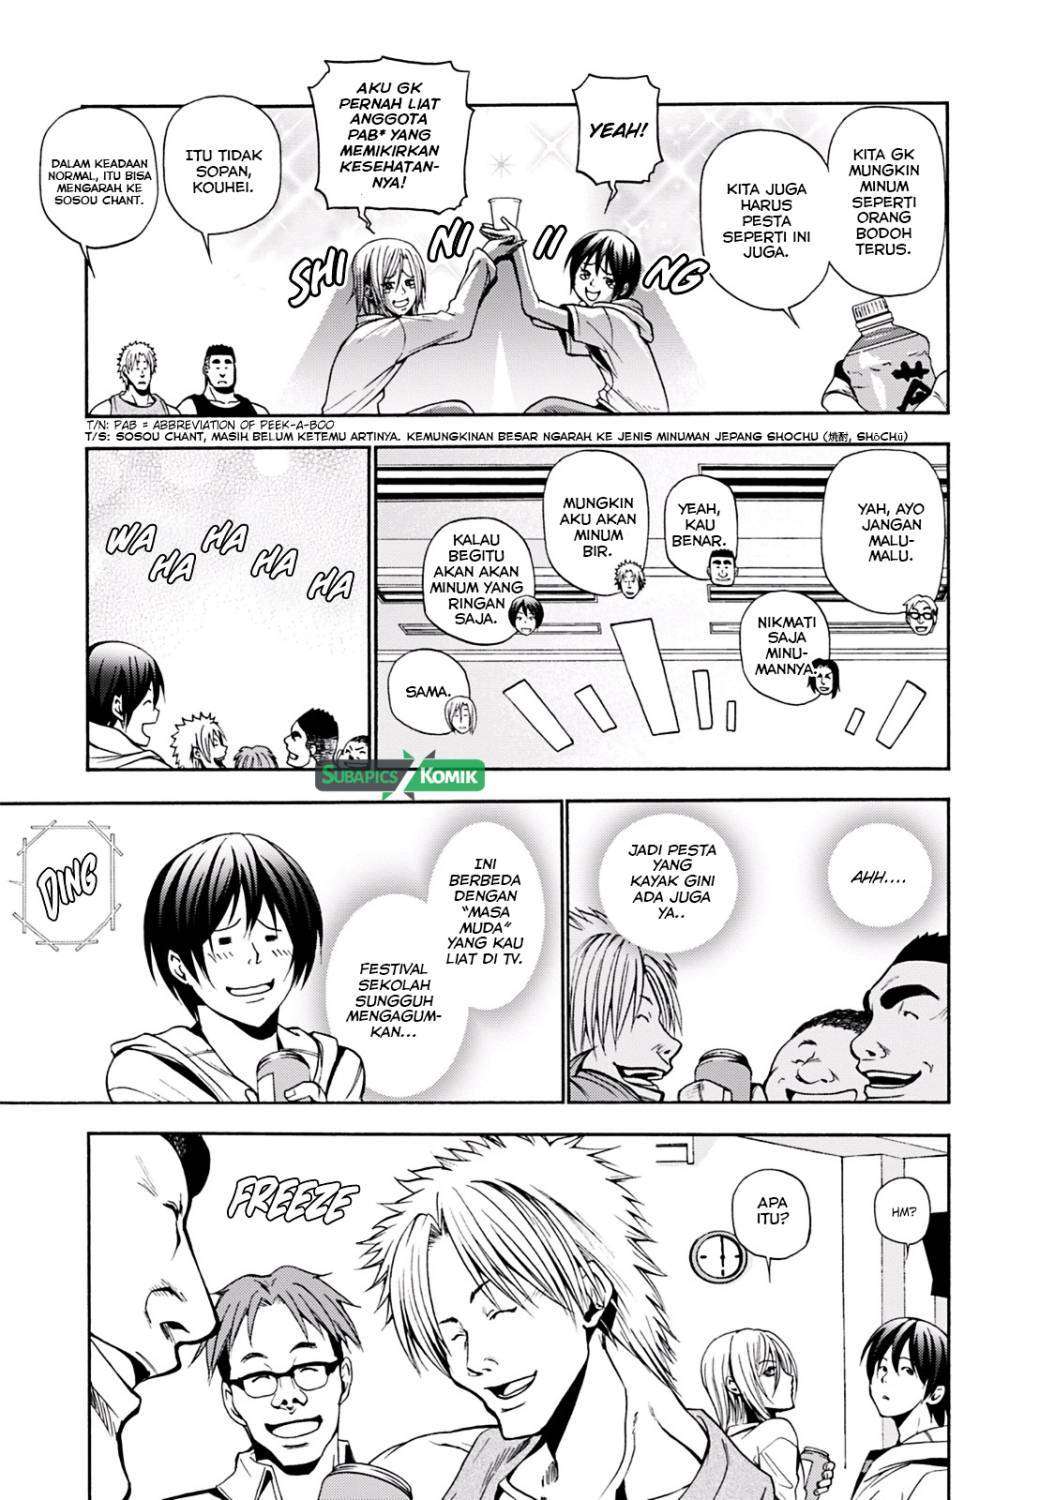 KITA GK
MUNGKIN
MINUM
SEPERTI
ORANG
BODOH
TERUS.
KITA JUGA
HARUS
PESTA
SEPERTI INI
JUGA.
YEAH!
AKU GK
PERNAH LIAT
ANGGOTA
PAB* YANG
MEMIKIRKAN
KESEHATAN-
NYA!
ITU TIDAK
SOPAN,
KOUHEI.
DALAM KEADAAN
NORMAL, ITU BISA
MENGARAH KE
SOSOU CHANT.
SHI NI II NG
T/N: PAB = ABBREVIATION OF PEEK-A-BOO
T/S: SOSOU CHANT, MASIH BELUM KETEMU ARTINYA. KEMUNGKINAN BESAR NGARAH KE JENIS MINUMAN JEPANG SHOCHU (焼酎, SHŌCHŪ)
YAH, AYO
JANGAN
MALU-
MALU.
YEAH,
KAU
BENAR.
NIKMATI
SAJA
MINU-
MANNYA.
MUNGKIN
AKU AKAN
MINUM
BIR.
KALAU
BEGITU
AKAN AKAN
MINUM YANG
RINGAN
SAJA.
SAMA.
WA HA HA HA HA HA
SUBAPICS KOMIK
AHH....
JADI PESTA
YANG
KAYAK GINI
ADA JUGA
YA..
INI
BERBEDA
DENGAN
"MASA
MUDA"
YANG KAU
LIAT DI TV.
FESTIVAL
SEKOLAH
SUNGGUH
MENGAGUM-
KAN...
DING
HM?
APA
ITU?
FREEZE